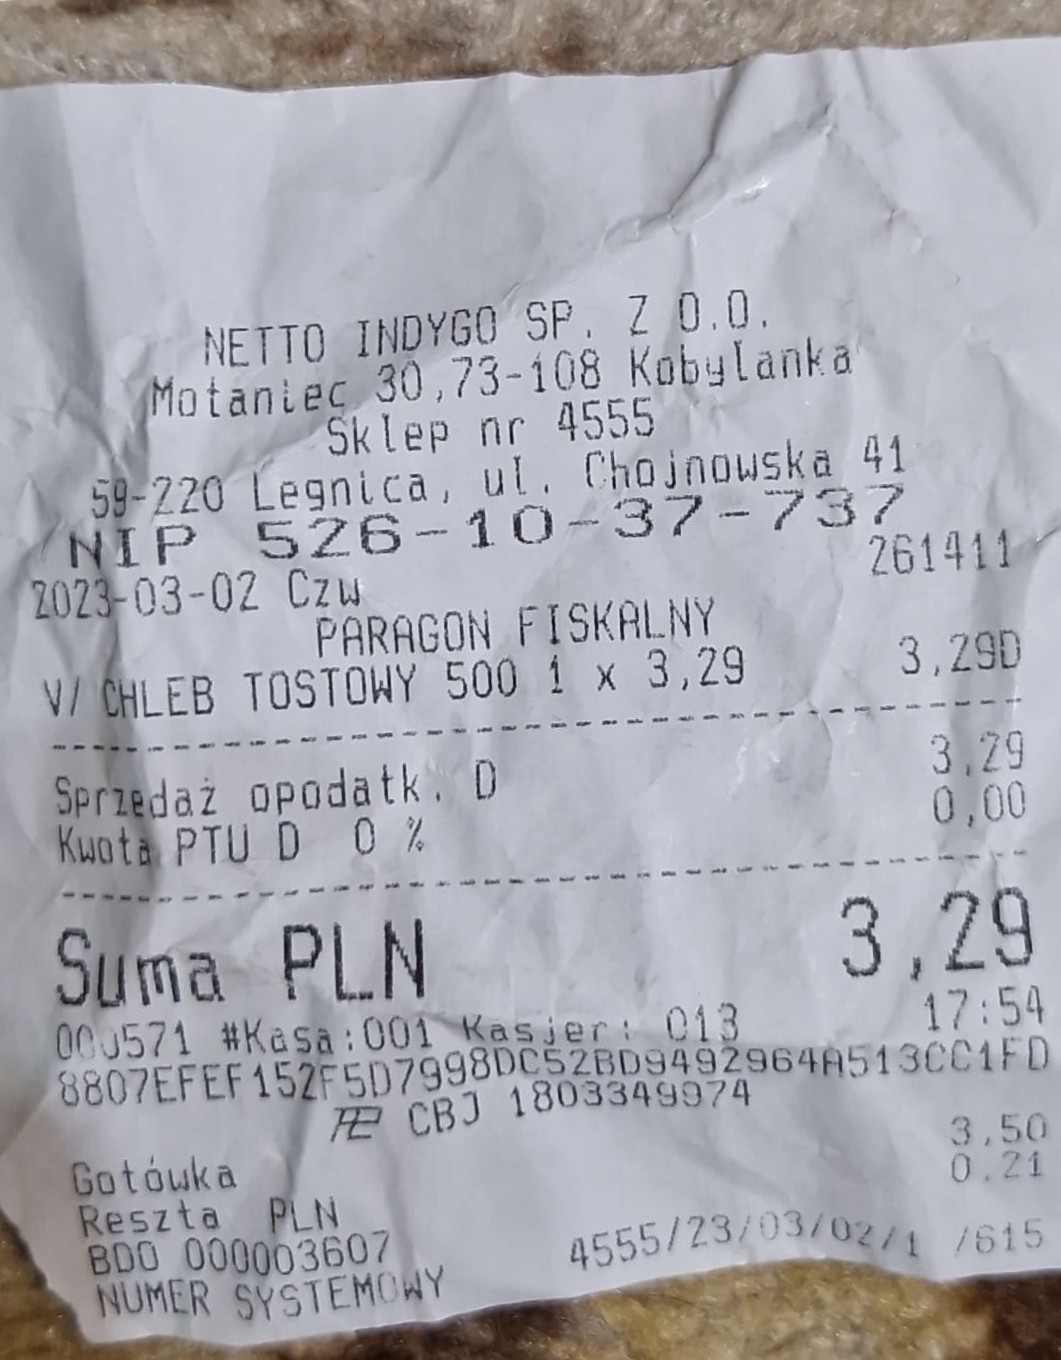 NETTO INDYGO SP. Z O.O.
Motaniec 30,73-108 Kobylanka
Sklep nr 4555
59-220 Legnica, ul. Chojnowska 41
NIP 526-10-37-737
2023-03-02 Czw 261411
PARAGON FISKALNY
V/ CHLEB TOSTOWY 500 1 x 3,29 3,29D
Sprzedaż opodatk. D 3,29
Kwota PTU D 0 % 0,00
Suma PLN 3,29
000571 #Kasa:001 Kasjer: 013 17:54
8807EFEF152F5D7998DC52BD9492964A513CC1FD
CBJ 1803349974
Gotówka 3,50
Reszta PLN 0,21
BDO 000003607
NUMER SYSTEMOWY 4555/23/03/02/1 /615